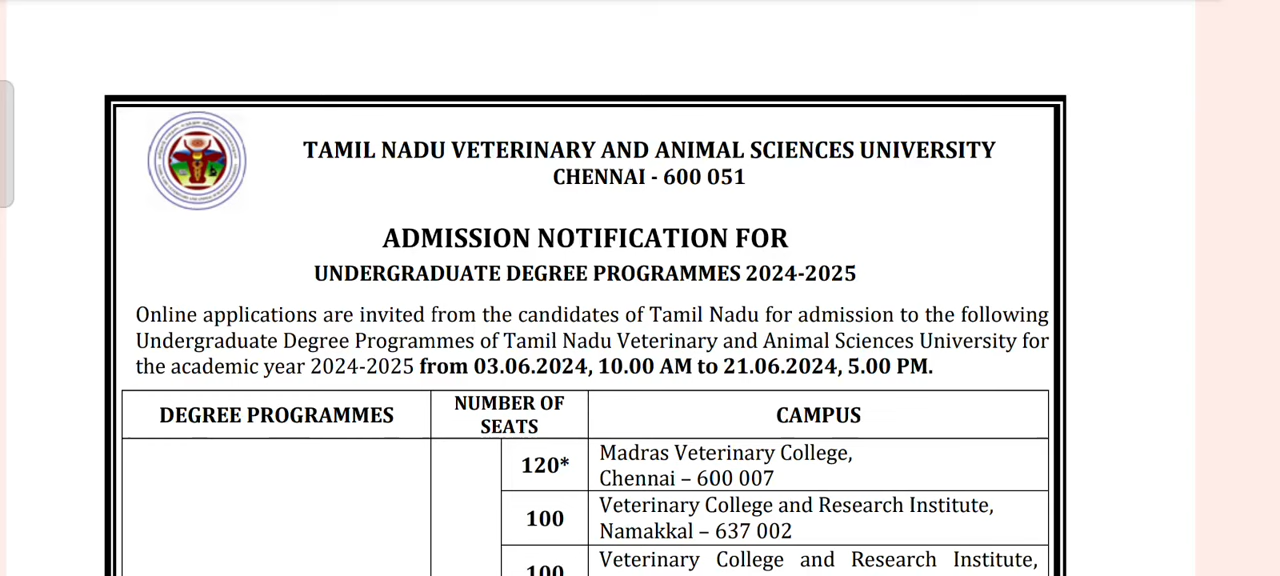 TAMIL NADU VETERINARY AND ANIMAL SCIENCES UNIVERSITY
CHENNAI - 600 051
ADMISSION NOTIFICATION FOR
UNDERGRADUATE DEGREE PROGRAMMES 2024-2025
Online applications are invited from the candidates of Tamil Nadu for admission to the following
Undergraduate Degree Programmes of Tamil Nadu Veterinary and Animal Sciences University for
the academic year 2024-2025 from 03.06.2024, 10.00 AM to 21.06.2024, 5.00 PM.
DEGREE PROGRAMMES
NUMBER OF
SEATS
CAMPUS
120*
Madras Veterinary College,
Chennai – 600 007
100
Veterinary College and Research Institute,
Namakkal – 637 002
100
Veterinary College and Research Institute,